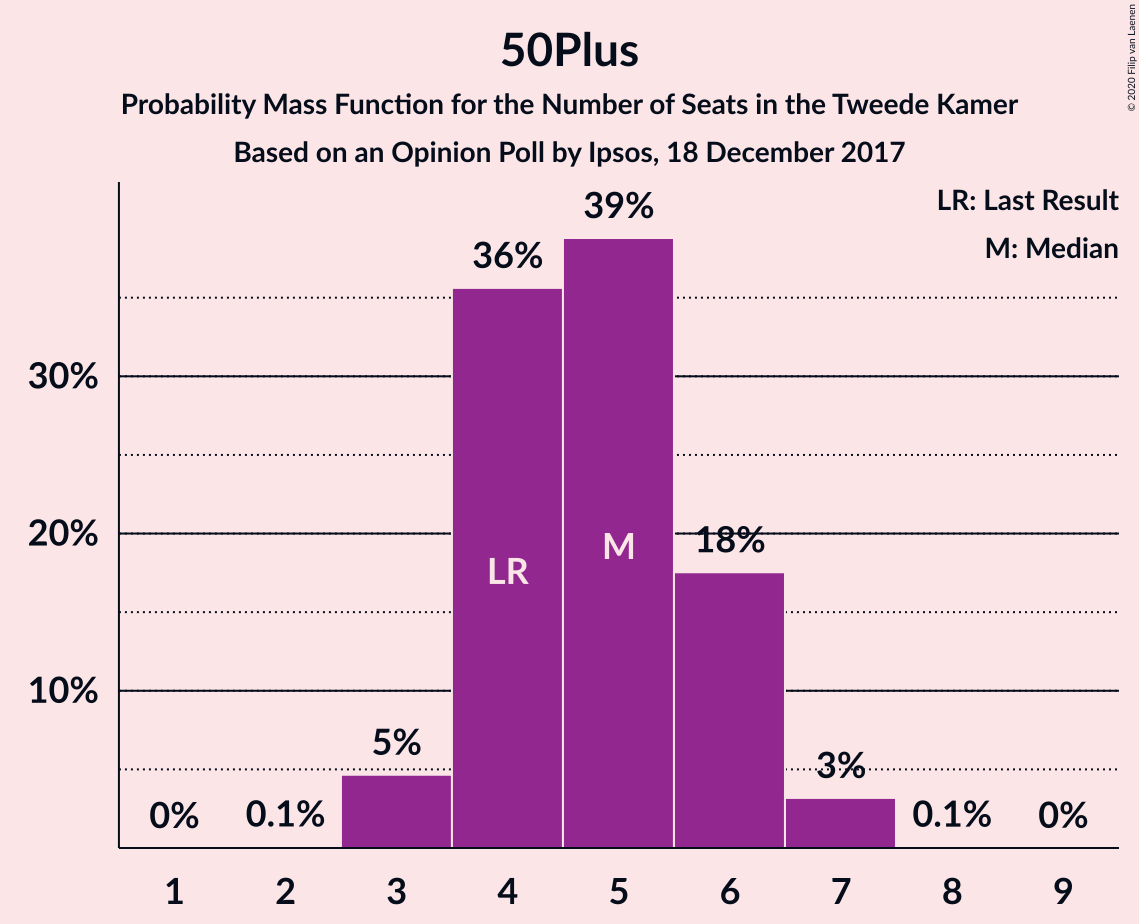 50Plus
Probability Mass Function for the Number of Seats in the Tweede Kamer
Based on an Opinion Poll by Ipsos, 18 December 2017
© 2020 Filip van Laenen
LR: Last Result
M: Median
39%
36%
30%
20%
18%
M
LR
10%
5%
3%
0%
0.1%
0.1%
0%
1 2 3 4 5 6 7 8 9